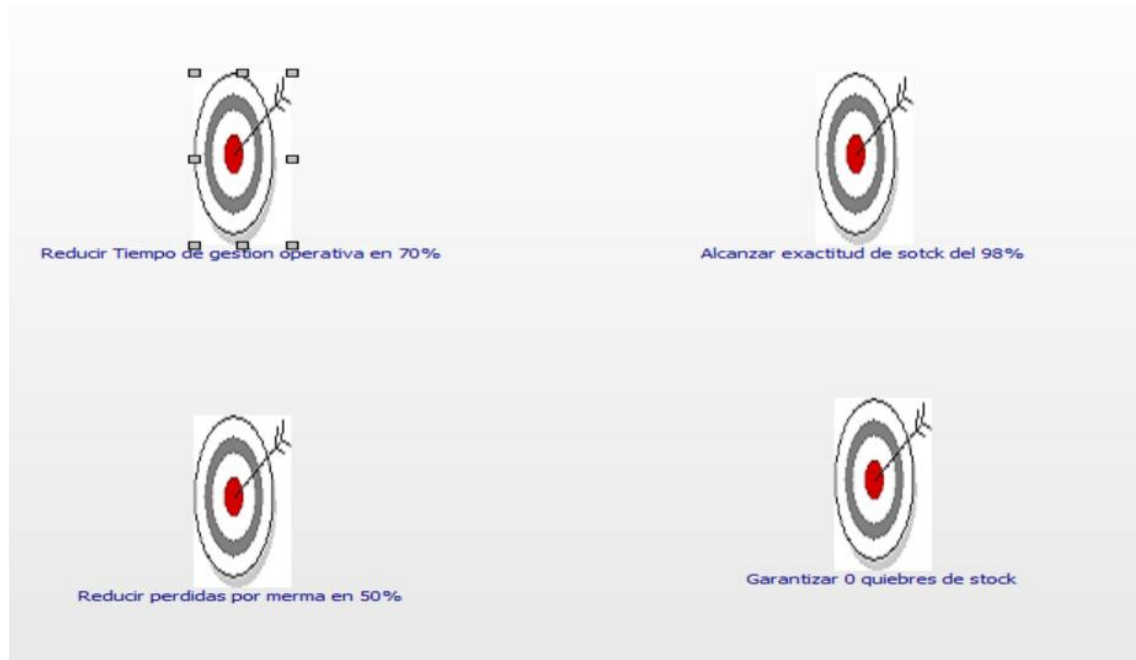 Reducir Tiempo de gestion operativa en 70%
Alcanzar exactitud de sotck del 98%
Reducir perdidas por merma en 50%
Garantizar 0 quiebres de stock